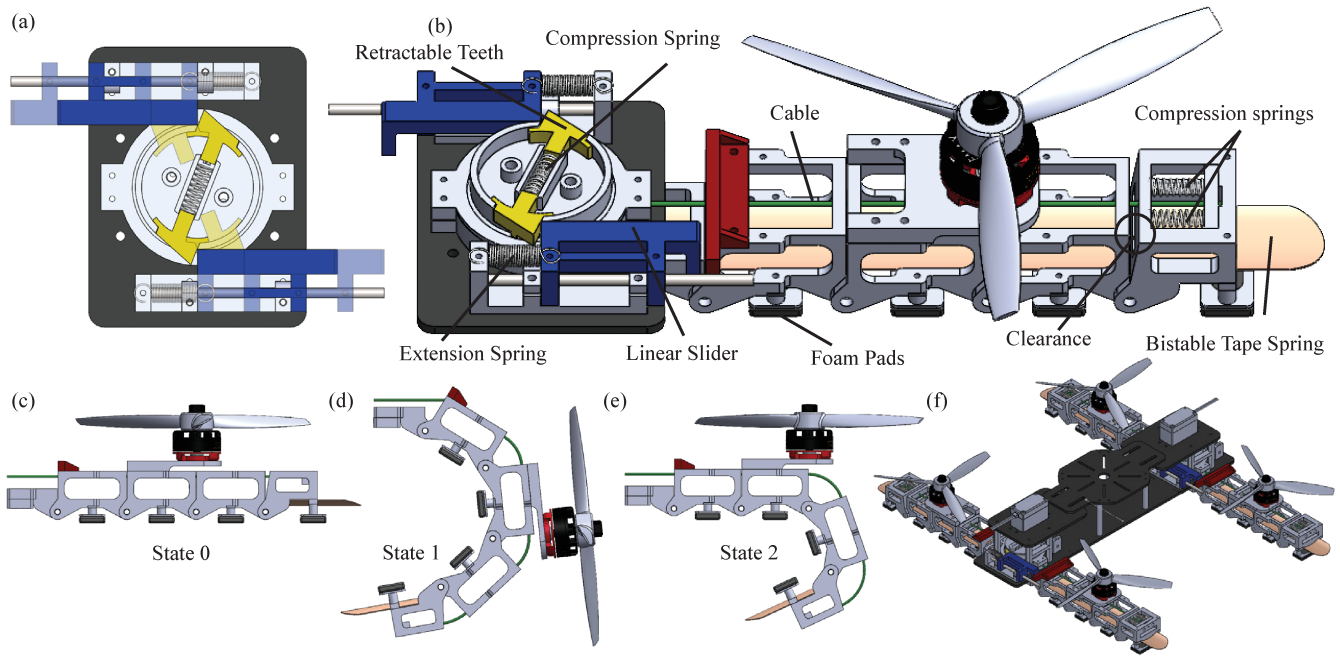 (a)
(b)
Retractable Teeth
Compression Spring
Cable
Compression springs
Extension Spring
Linear Slider
Foam Pads
Clearance
Bistable Tape Spring
(c)
(d)
(e)
(f)
State 0
State 1
State 2